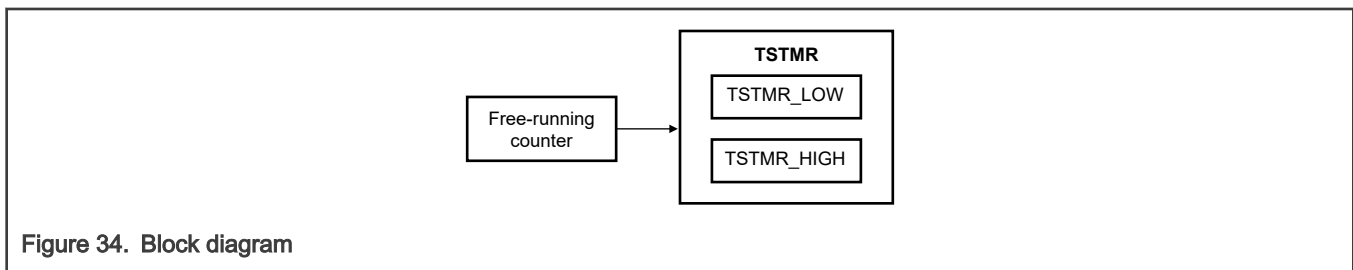 TSTMR
TSTMR_LOW
Free-running
counter
TSTMR_HIGH
Figure 34. Block diagram